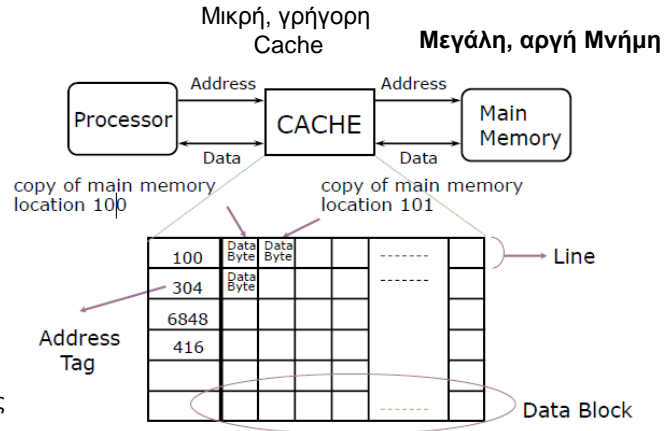 Μικρή, γρήγορη
Cache
Μεγάλη, αργή Μνήμη
Address
Address
Processor
CACHE
Main
Memory
Data
Data
copy of main memory
location 100
copy of main memory
location 101
100
Data
Byte
Data
Byte
-------
Line
304
Data
Byte
-------
6848
Address
Tag
416
ς
-------
Data Block